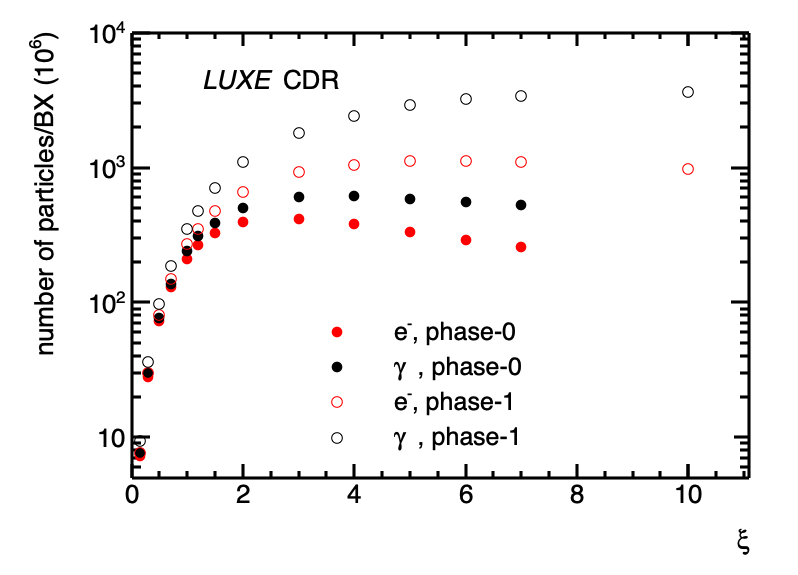 number of particles/BX (10⁶)
10⁴
10³
10²
10
LUXE CDR
e⁻, phase-0
γ , phase-0
e⁻, phase-1
γ , phase-1
0 2 4 6 8 10
ξ